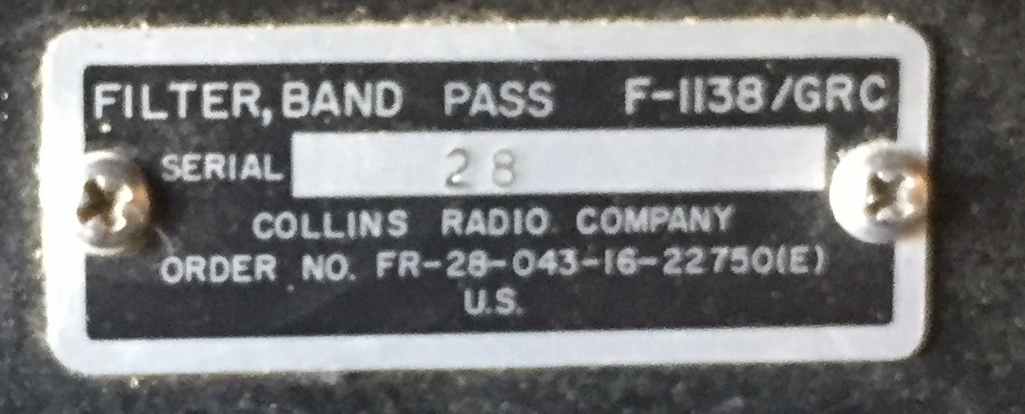 FILTER, BAND PASS F-1138/GRC
SERIAL 28
COLLINS RADIO COMPANY
ORDER NO. FR-28-043-16-22750(E)
U.S.